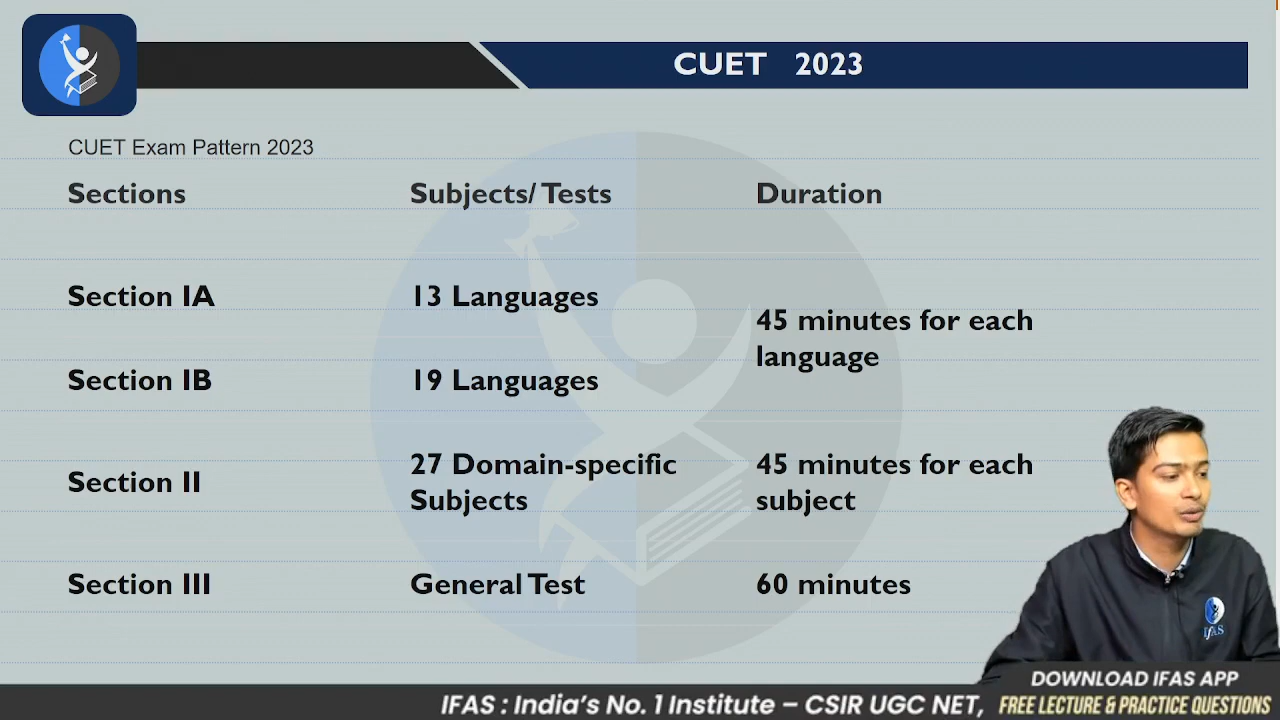 CUET 2023
CUET Exam Pattern 2023
Sections Subjects/ Tests Duration
Section IA 13 Languages
45 minutes for each
language
Section IB 19 Languages
27 Domain-specific
Subjects
Section II
45 minutes for each
subject
Section III General Test 60 minutes
IFAS
DOWNLOAD IFAS APP
IFAS : India's No. 1 Institute – CSIR UGC NET,
FREE LECTURE & PRACTICE QUESTIONS